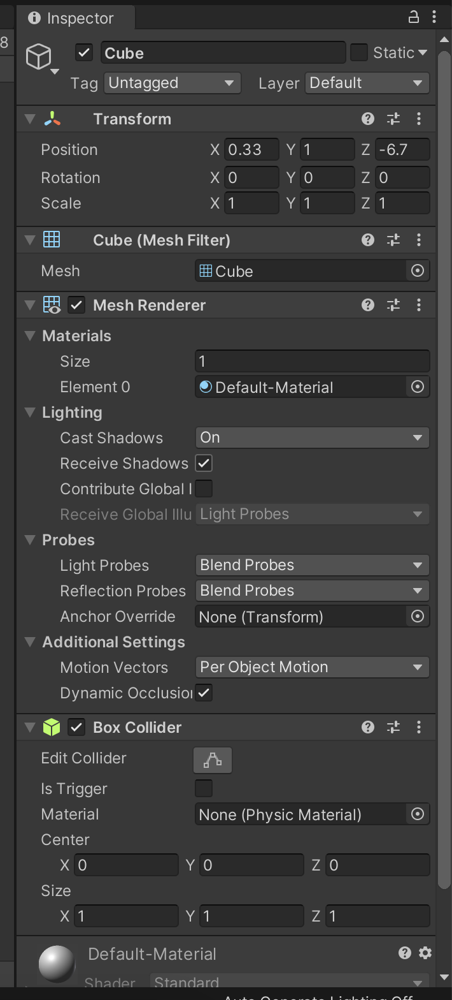 Inspector
8
Cube Static
Tag Untagged Layer Default
Transform
Position X 0.33 Y 1 Z -6.7
Rotation X 0 Y 0 Z 0
Scale X 1 Y 1 Z 1
Cube (Mesh Filter)
Mesh Cube
Mesh Renderer
Materials
Size 1
Element 0 Default-Material
Lighting
Cast Shadows On
Receive Shadows
Contribute Global I
Receive Global Illu Light Probes
Probes
Light Probes Blend Probes
Reflection Probes Blend Probes
Anchor Override None (Transform)
Additional Settings
Motion Vectors Per Object Motion
Dynamic Occlusion
Box Collider
Edit Collider
Is Trigger
Material None (Physic Material)
Center
X 0 Y 0 Z 0
Size
X 1 Y 1 Z 1
Default-Material
Shader Standard
Auto Generate Lighting Off